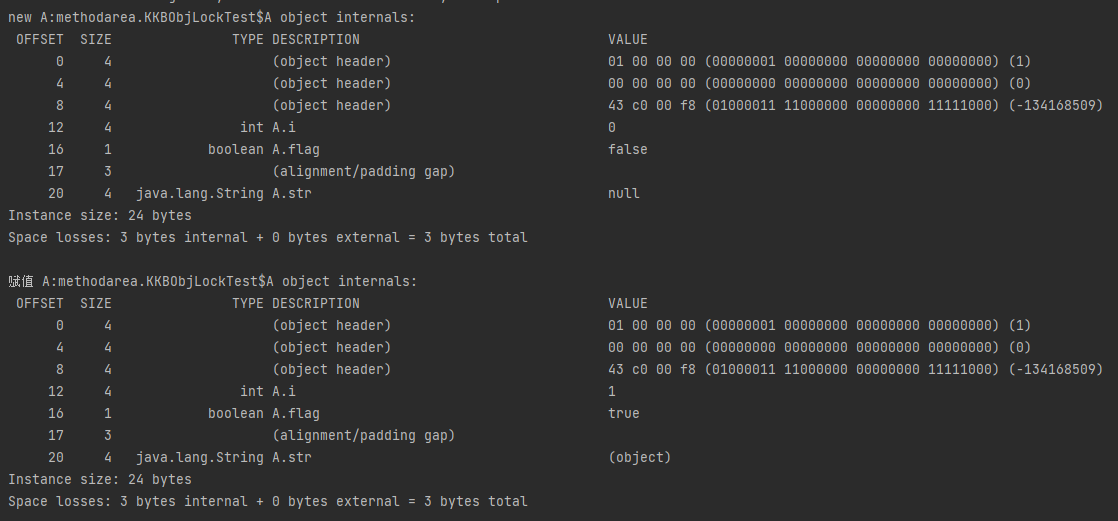 new A:methodarea.KKBObjLockTest$A object internals:
 OFFSET  SIZE               TYPE DESCRIPTION                               VALUE
      0     4                    (object header)                           01 00 00 00 (00000001 00000000 00000000 00000000) (1)
      4     4                    (object header)                           00 00 00 00 (00000000 00000000 00000000 00000000) (0)
      8     4                    (object header)                           43 c0 00 f8 (01000011 11000000 00000000 11111000) (-134168509)
     12     4                int A.i                                       0
     16     1            boolean A.flag                                    false
     17     3                    (alignment/padding gap)
     20     4   java.lang.String A.str                                     null
Instance size: 24 bytes
Space losses: 3 bytes internal + 0 bytes external = 3 bytes total
赋值 A:methodarea.KKBObjLockTest$A object internals:
 OFFSET  SIZE               TYPE DESCRIPTION                               VALUE
      0     4                    (object header)                           01 00 00 00 (00000001 00000000 00000000 00000000) (1)
      4     4                    (object header)                           00 00 00 00 (00000000 00000000 00000000 00000000) (0)
      8     4                    (object header)                           43 c0 00 f8 (01000011 11000000 00000000 11111000) (-134168509)
     12     4                int A.i                                       1
     16     1            boolean A.flag                                    true
     17     3                    (alignment/padding gap)
     20     4   java.lang.String A.str                                     (object)
Instance size: 24 bytes
Space losses: 3 bytes internal + 0 bytes external = 3 bytes total